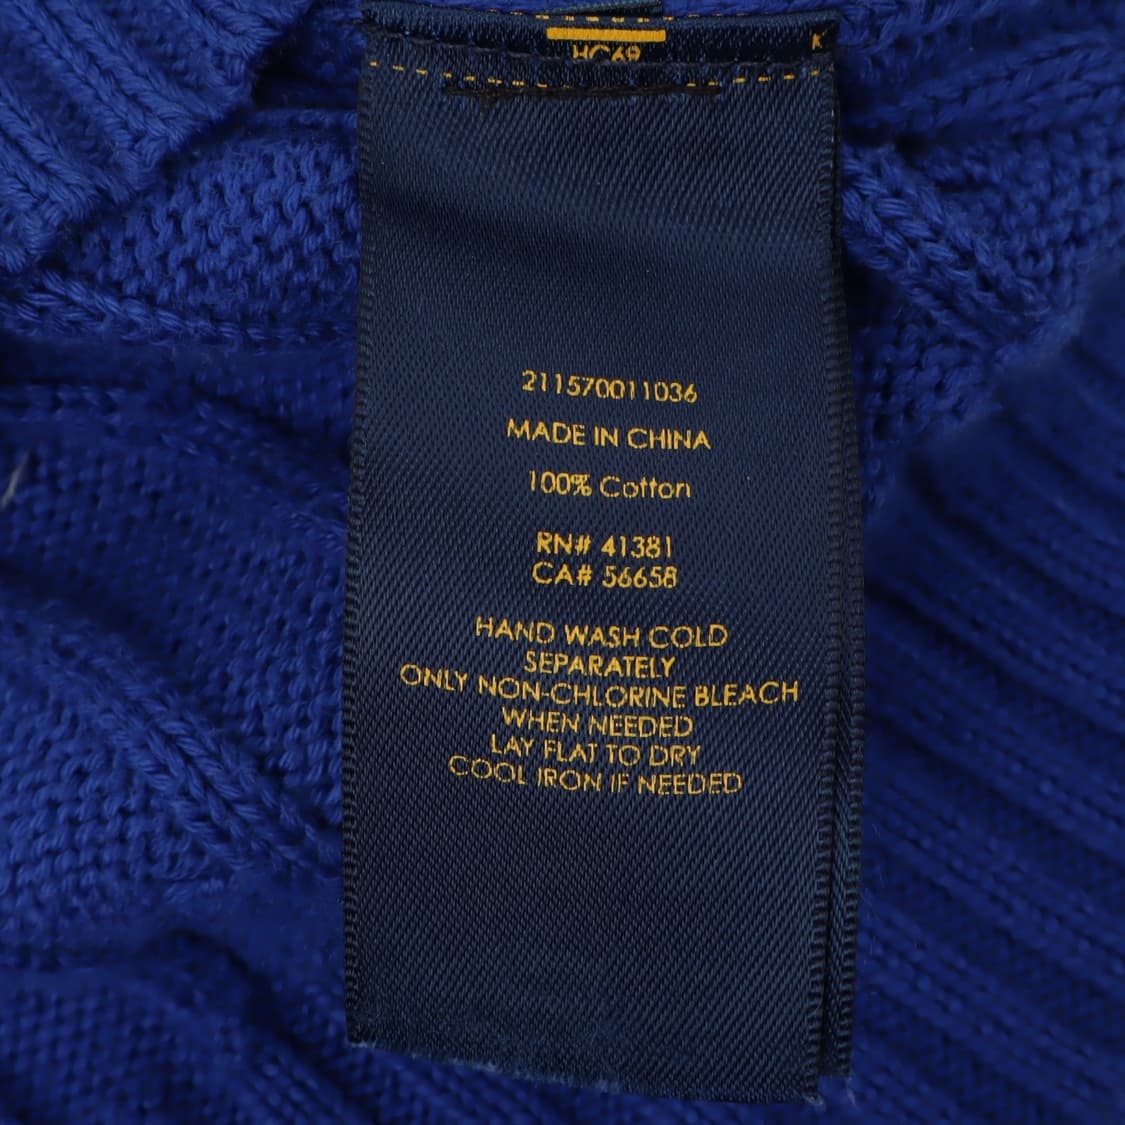 HC68
211570011036
MADE IN CHINA
100% Cotton
RN# 41381
CA# 56658
HAND WASH COLD
SEPARATELY
ONLY NON-CHLORINE BLEACH
WHEN NEEDED
LAY FLAT TO DRY
COOL IRON IF NEEDED